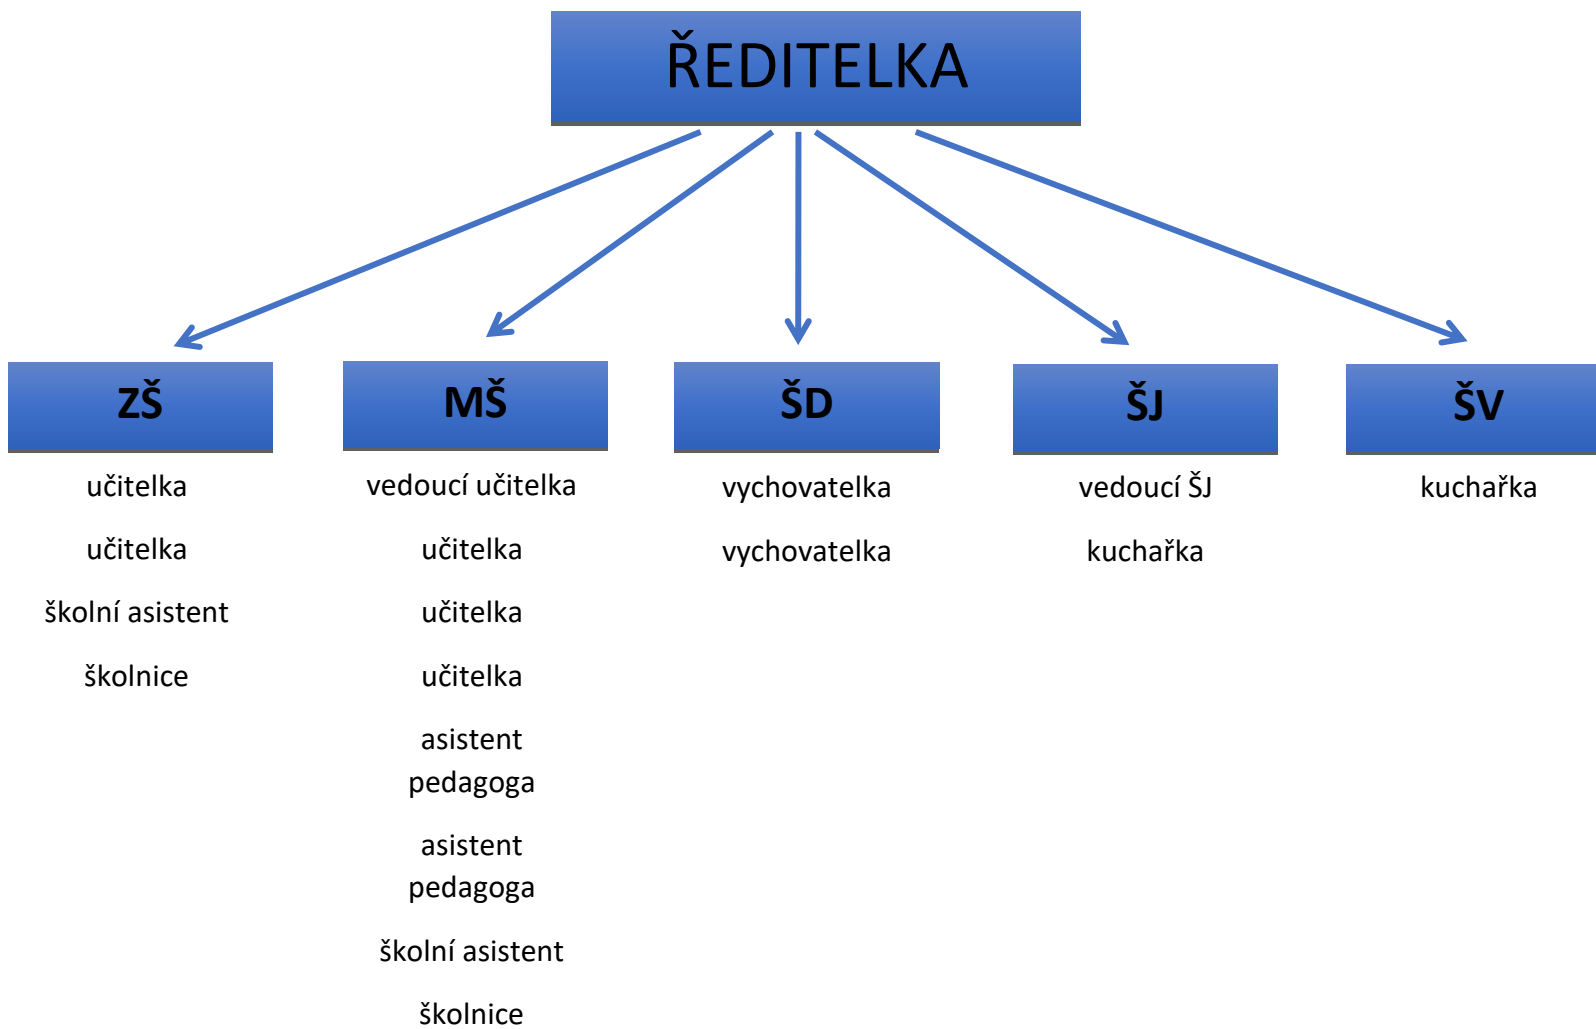 ŘEDITELKA
ZŠ
učitelka
učitelka
školní asistent
školnice
MŠ
vedoucí učitelka
učitelka
učitelka
učitelka
asistent
pedagoga
asistent
pedagoga
školní asistent
školnice
ŠD
vychovatelka
vychovatelka
ŠJ
vedoucí ŠJ
kuchařka
ŠV
kuchařka